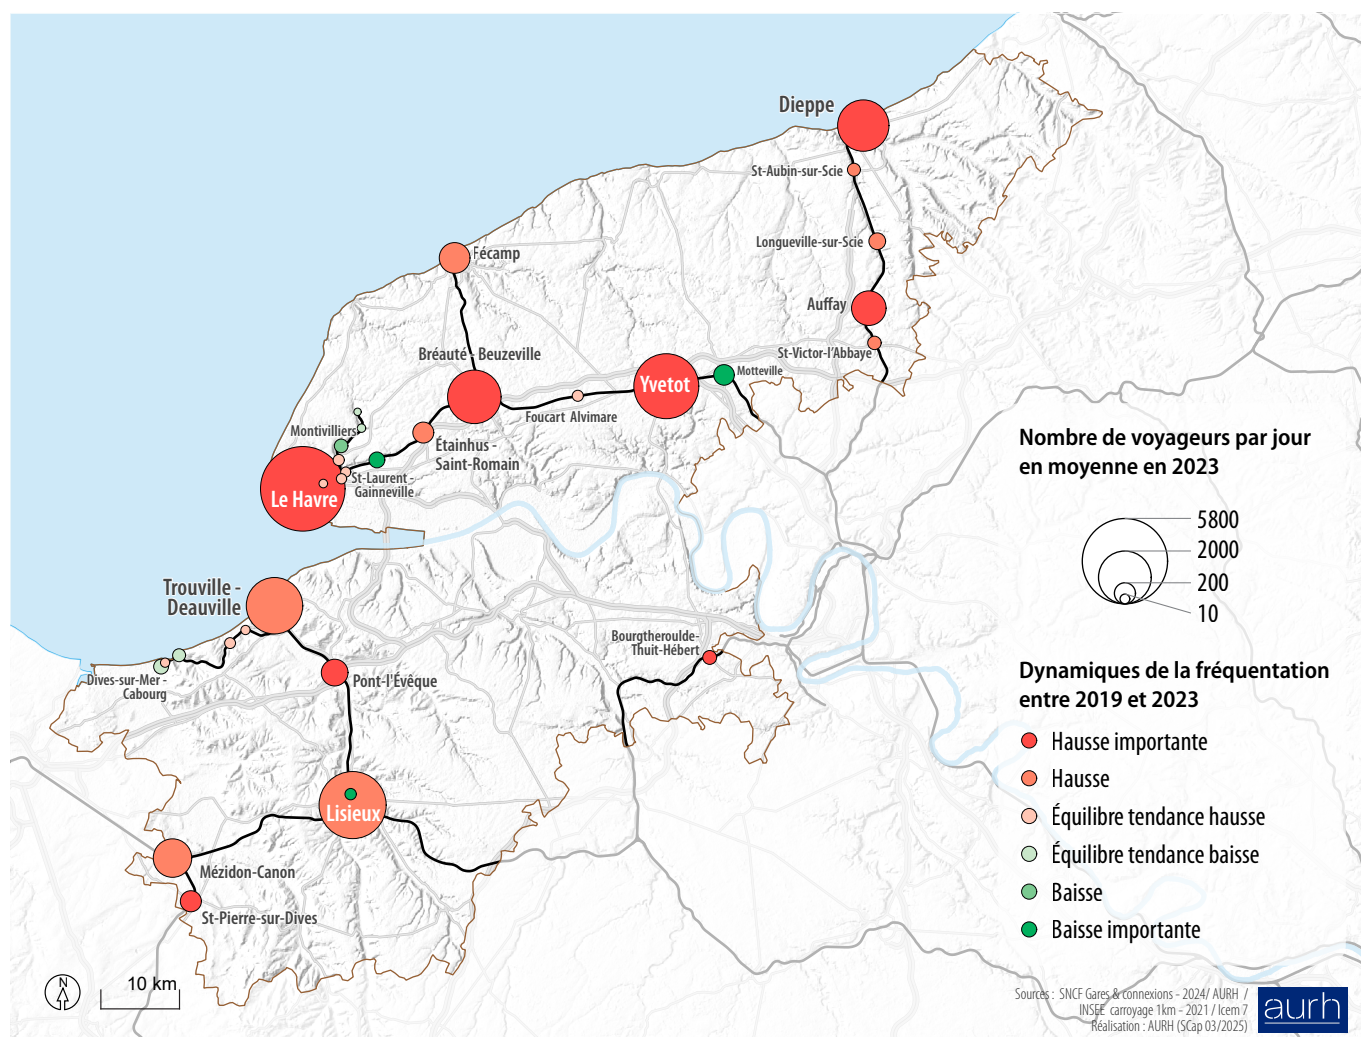 Dieppe
St-Aubin-sur-Scie
Longueville-sur-Scie
Fécamp
Auffay
St-Victor-l'Abbaye
Bréauté - Beuzeville
Yvetot
Motteville
Foucart Alvimare
Montivilliers
Étainhus -
Saint-Romain
St-Laurent -
Gainneville
Le Havre
Trouville -
Deauville
Bourgtheroulde-
Thuit-Hébert
Dives-sur-Mer -
Cabourg
Pont-l'Évêque
Lisieux
Mézidon-Canon
St-Pierre-sur-Dives
N
10 km
Nombre de voyageurs par jour
en moyenne en 2023
5800
2000
200
10
Dynamiques de la fréquentation
entre 2019 et 2023
Hausse importante
Hausse
Équilibre tendance hausse
Équilibre tendance baisse
Baisse
Baisse importante
Sources : SNCF Gares & connexions - 2024/ AURH /
INSEE carroyage 1km - 2021 / Icem 7
Réalisation : AURH (SCap 03/2025)
aurh